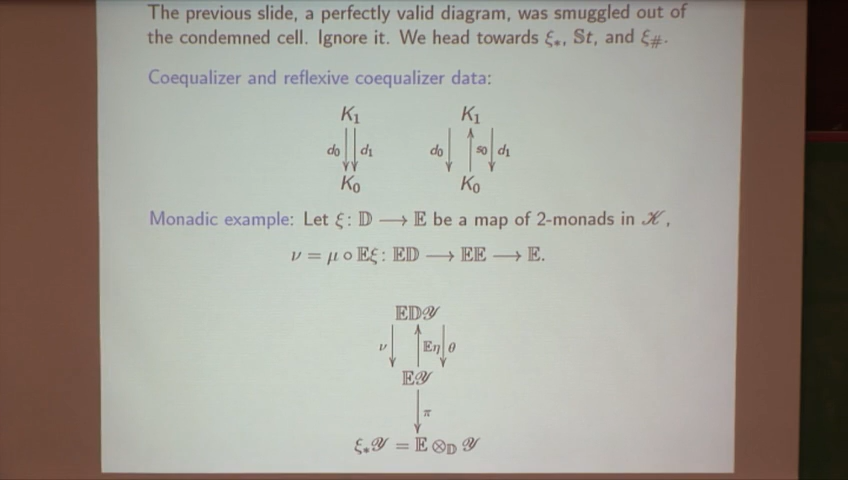 The previous slide, a perfectly valid diagram, was smuggled out of
the condemned cell. Ignore it. We head towards ξ*, 𝕊t, and ξ#.
Coequalizer and reflexive coequalizer data:
K₁ K₁
d₀ d₁ d₀ s₀ d₁
K₀ K₀
Monadic example: Let ξ: 𝔻 ⟶ 𝔼 be a map of 2-monads in 𝒦,
ν = μ ∘ 𝔼ξ: 𝔼𝔻 ⟶ 𝔼𝔼 ⟶ 𝔼.
𝔼𝔻𝒴
ν 𝔼η θ
𝔼𝒴
π
ξ*𝒴 = 𝔼 ⊗𝔻 𝒴